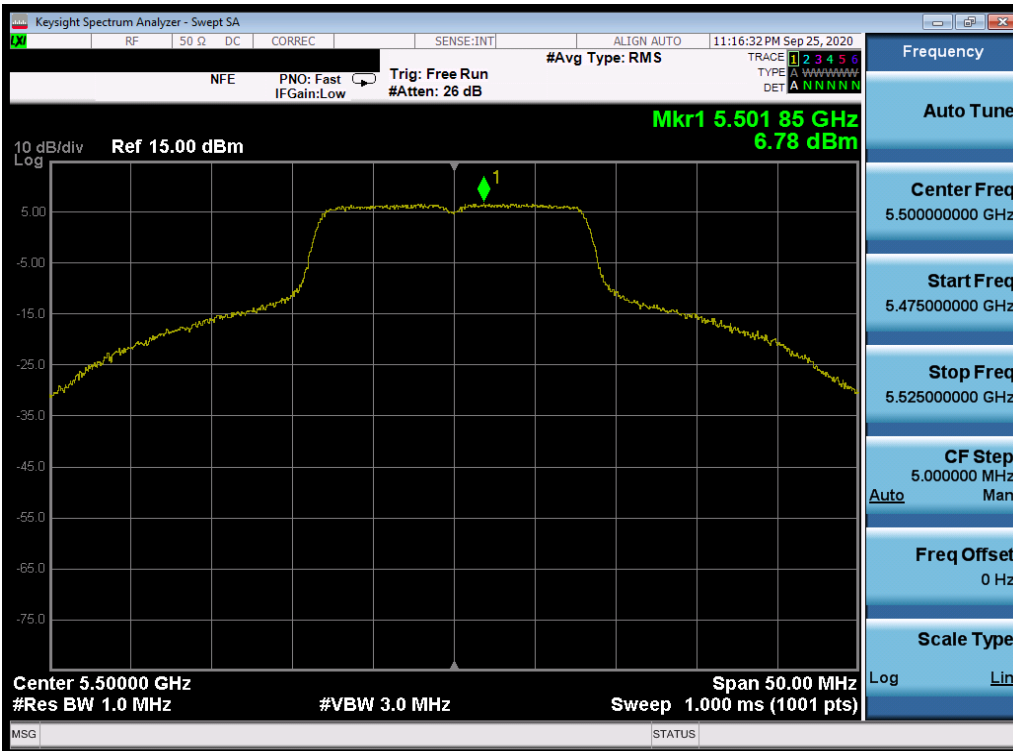 Keysight Spectrum Analyzer - Swept SA
LXI RF 50 Ω DC CORREC SENSE:INT ALIGN AUTO 11:16:32 PM Sep 25, 2020
NFE PNO: Fast Trig: Free Run #Avg Type: RMS TRACE 1 2 3 4 5 6
IFGain:Low #Atten: 26 dB TYPE A WWWWW
DET A N N N N N
Mkr1 5.501 85 GHz
6.78 dBm
10 dB/div Ref 15.00 dBm
Log
1
5.00
-5.00
-15.0
-25.0
-35.0
-45.0
-55.0
-65.0
-75.0
Center 5.50000 GHz Span 50.00 MHz
#Res BW 1.0 MHz #VBW 3.0 MHz Sweep 1.000 ms (1001 pts)
MSG STATUS
Frequency
Auto Tune
Center Freq
5.500000000 GHz
Start Freq
5.475000000 GHz
Stop Freq
5.525000000 GHz
CF Step
5.000000 MHz
Auto Man
Freq Offset
0 Hz
Scale Type
Log Lin